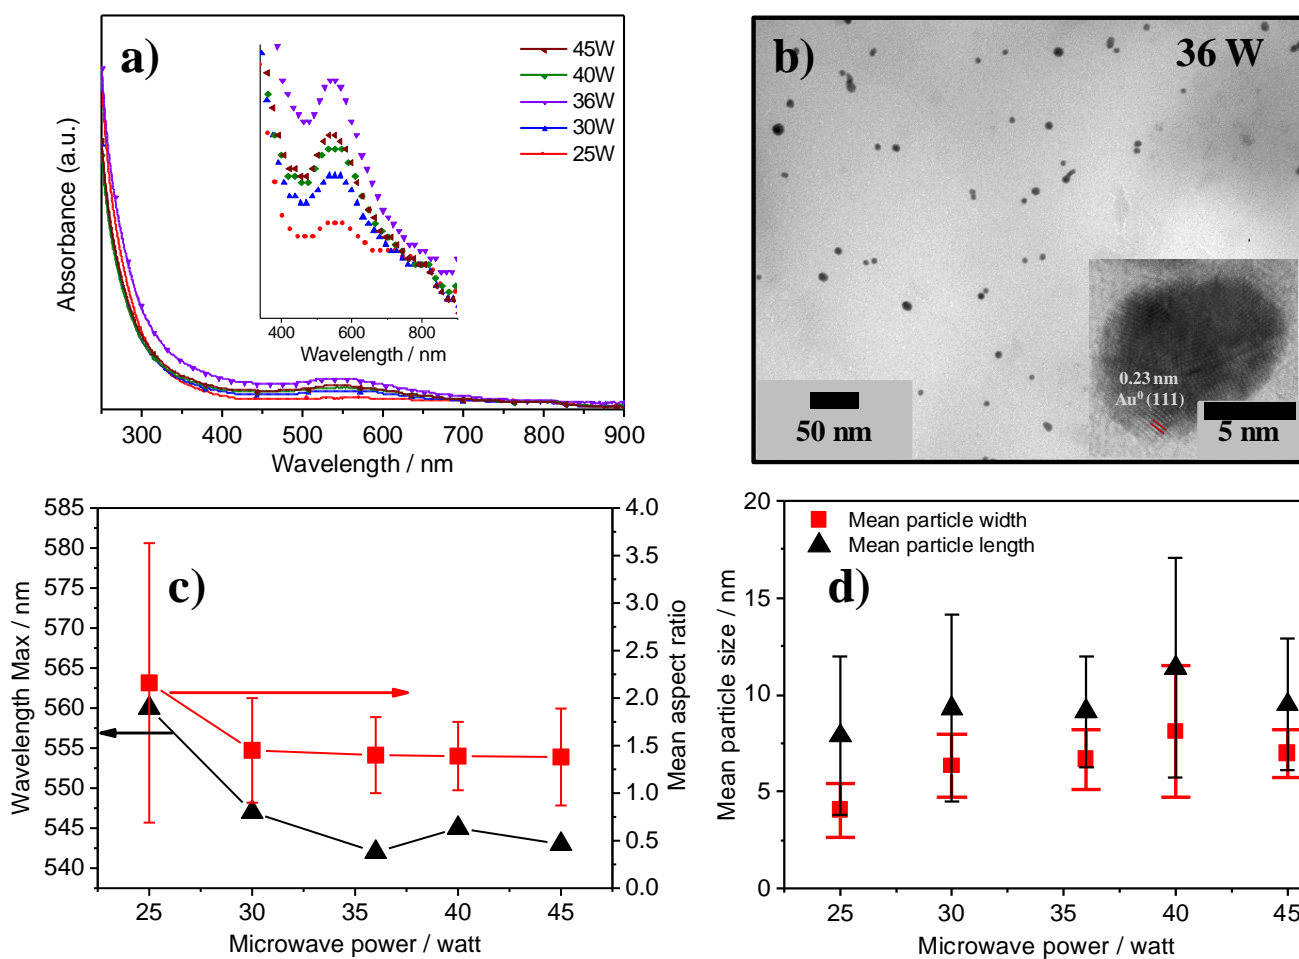 a)
45W
40W
36W
30W
25W
Absorbance (a.u.)
400 600 800
Wavelength / nm
300 400 500 600 700 800 900
Wavelength / nm
b)
36 W
0.23 nm
Au⁰ (111)
50 nm
5 nm
c)
585
580
575
570
565
560
555
550
545
540
Wavelength Max / nm
4.0
3.5
3.0
2.5
2.0
1.5
1.0
0.5
0.0
Mean aspect ratio
25 30 35 40 45
Microwave power / watt
d)
Mean particle width
Mean particle length
20
15
10
5
0
Mean particle size / nm
25 30 35 40 45
Microwave power / watt